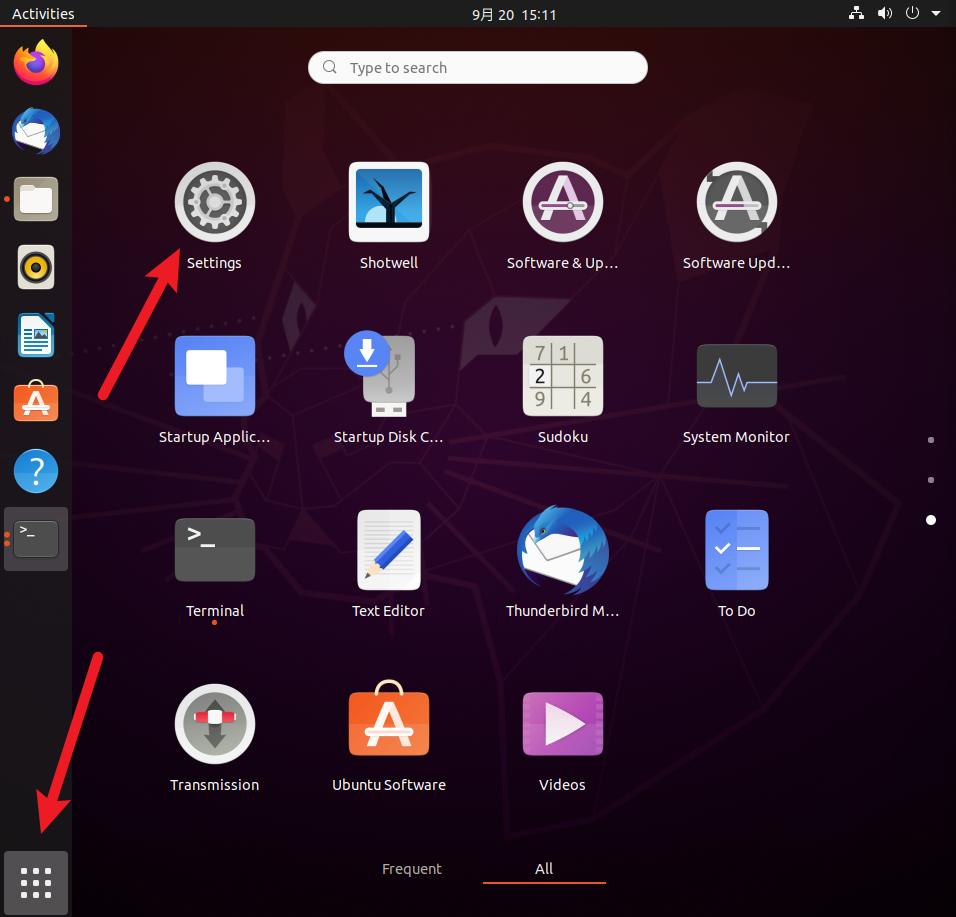 Activities
9月 20 15:11
Type to search
Settings
Shotwell
Software & Up...
Software Upd...
7 1
2 6
9 4
Startup Applic...
Startup Disk C...
Sudoku
System Monitor
?
>_
>_
Terminal
Text Editor
Thunderbird M...
To Do
Transmission
Ubuntu Software
Videos
Frequent
All